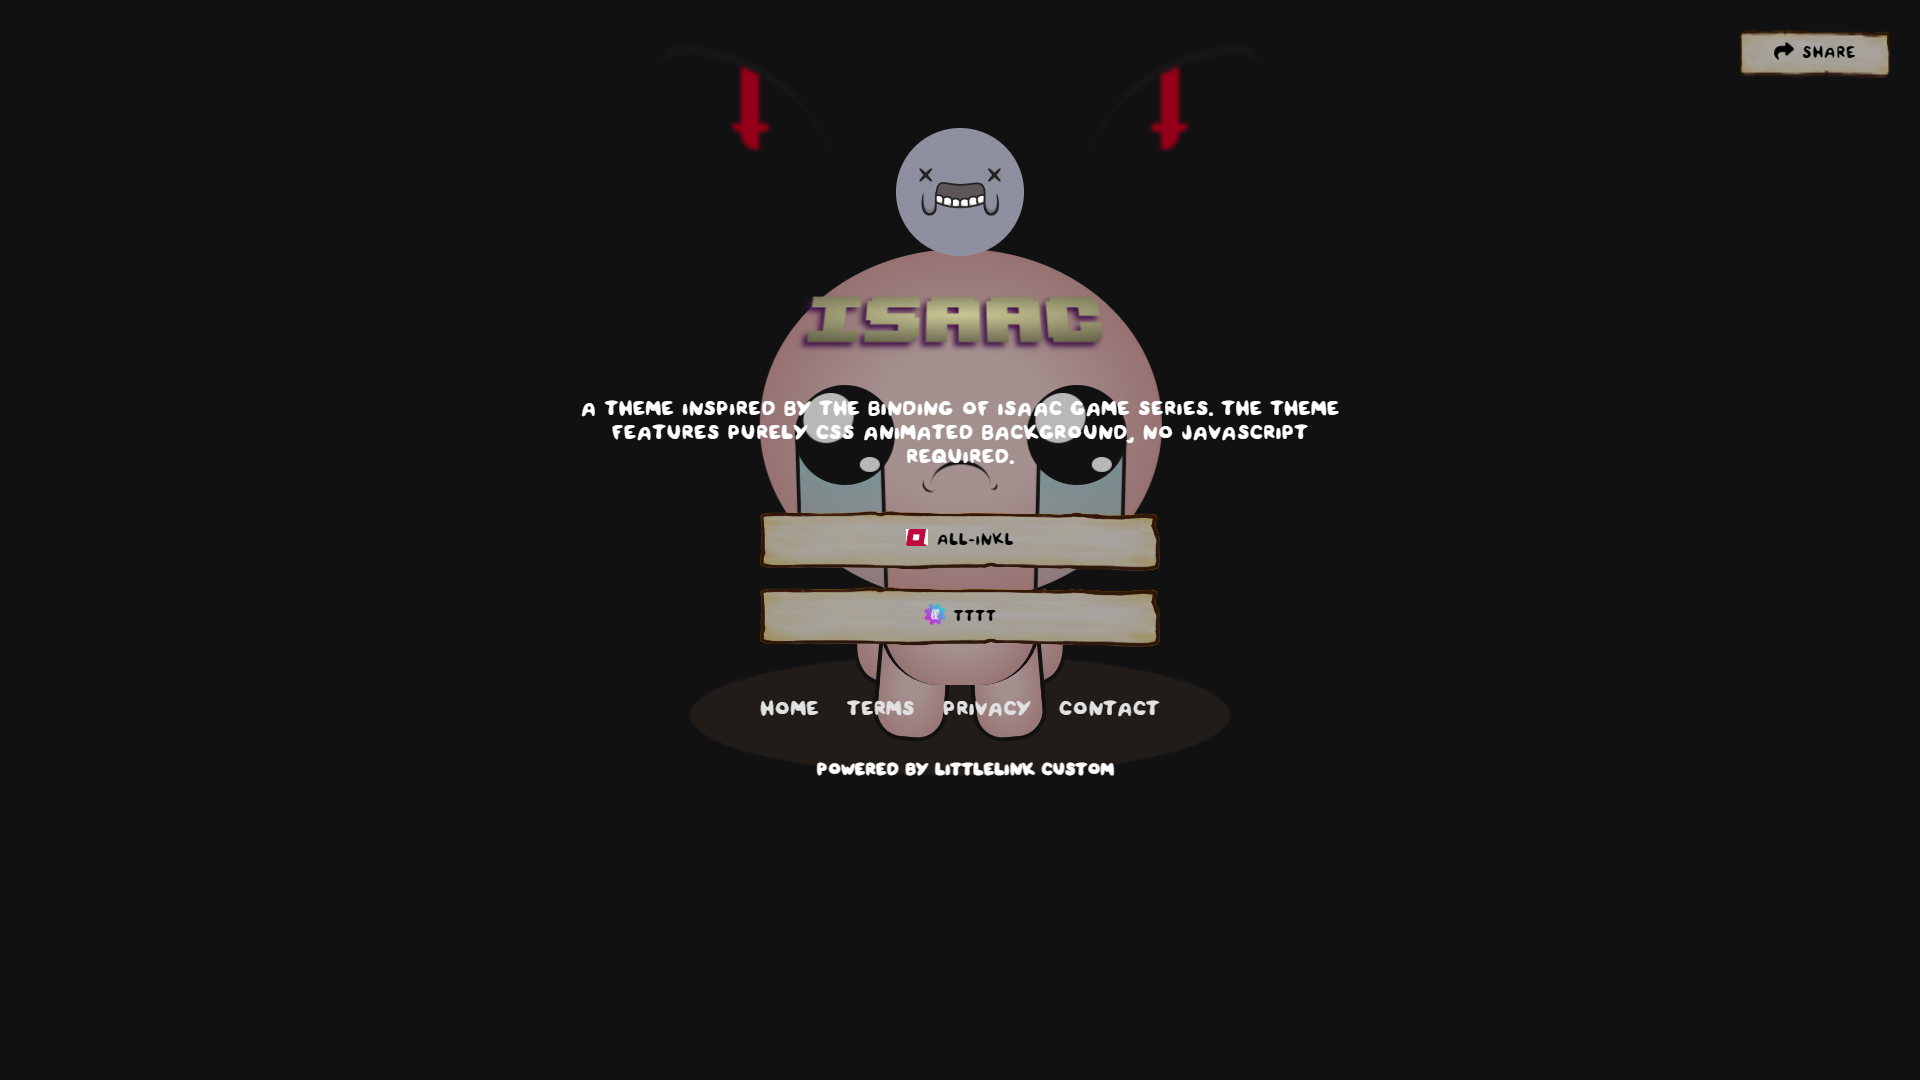 SHARE
ISAAC
A THEME INSPIRED BY THE BINDING OF ISAAC GAME SERIES. THE THEME
FEATURES PURELY CSS ANIMATED BACKGROUND, NO JAVASCRIPT
REQUIRED.
ALL-INKL
TTTT
HOME TERMS PRIVACY CONTACT
POWERED BY LITTLELINK CUSTOM